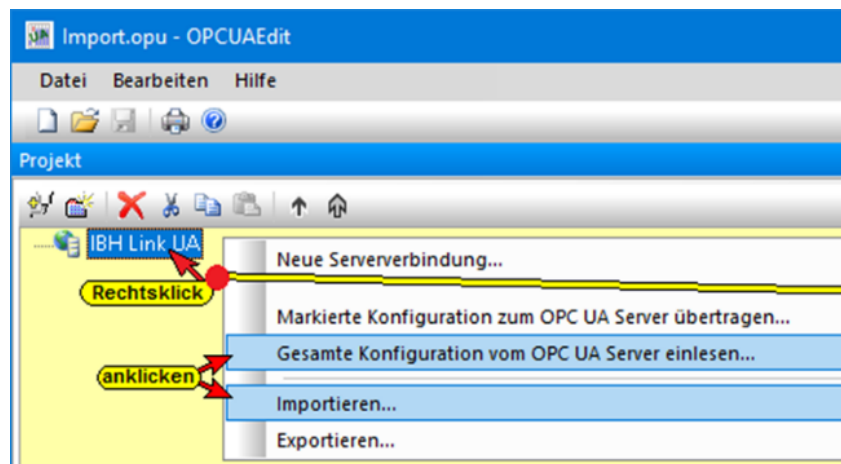 Import.opu - OPCUAEdit
Datei Bearbeiten Hilfe
Projekt
IBH Link UA
Neue Serververbindung...
Rechtsklick
Markierte Konfiguration zum OPC UA Server übertragen...
Gesamte Konfiguration vom OPC UA Server einlesen...
anklicken
Importieren...
Exportieren...